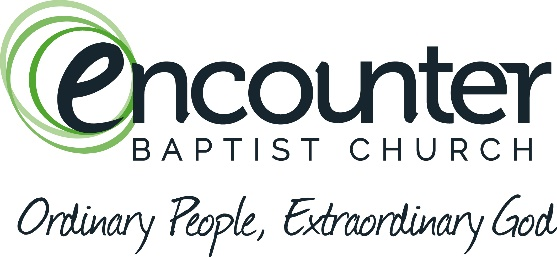 encounter
BAPTIST CHURCH
Ordinary People, Extraordinary God